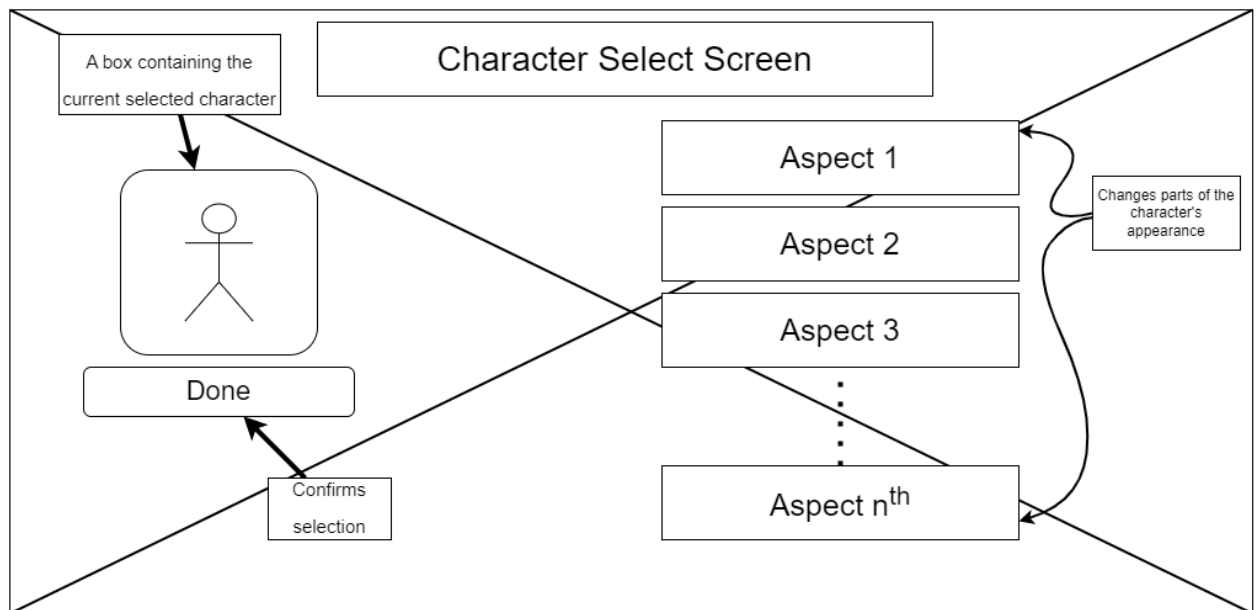 Character Select Screen
A box containing the
current selected character
Aspect 1
Aspect 2
Aspect 3
Aspect nth
Changes parts of the
character's
appearance
Done
Confirms
selection